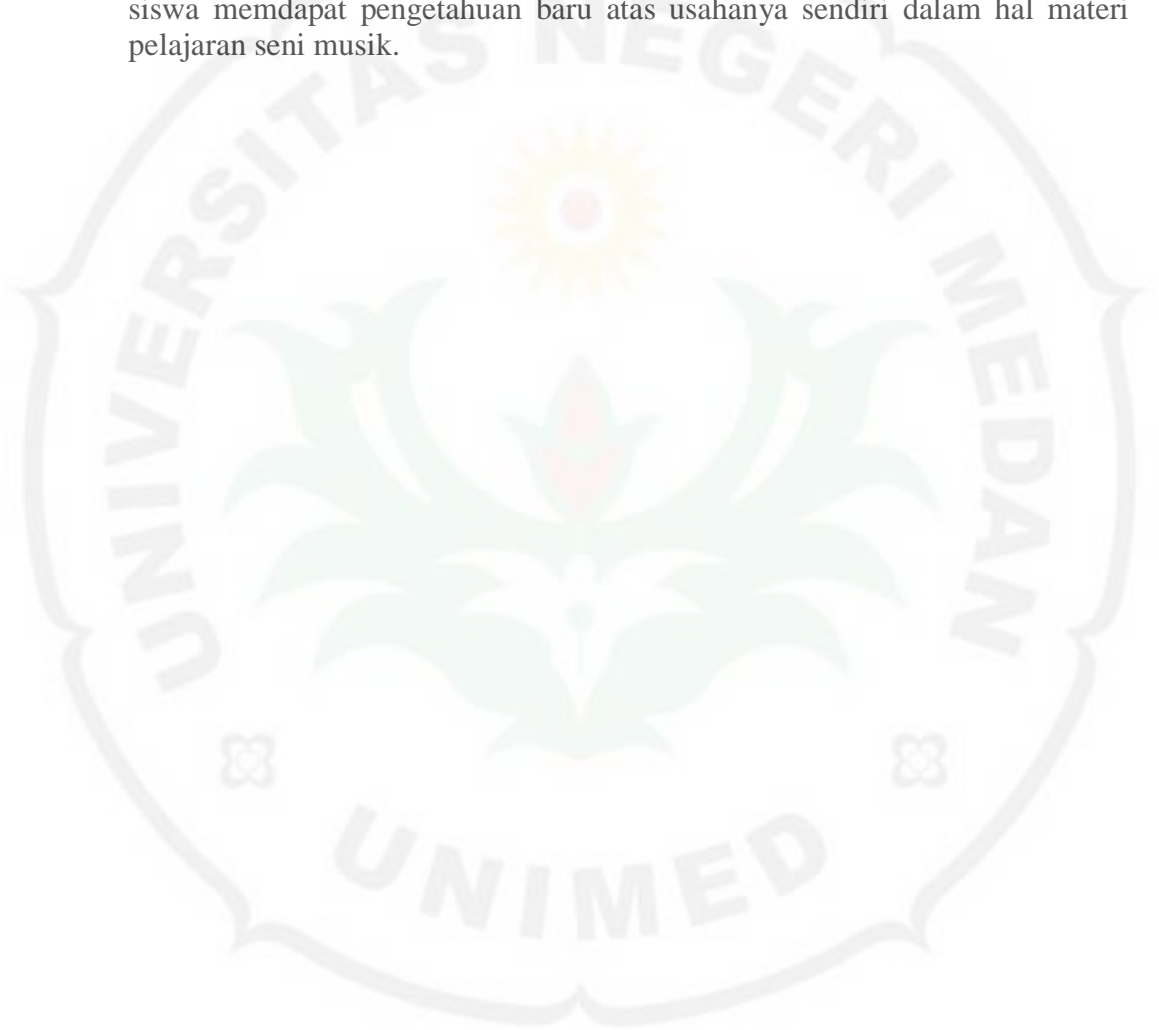 siswa memdapat pengetahuan baru atas usahanya sendiri dalam hal materi
pelajaran seni musik.
UNIVERSITAS NEGERI MEDAN
UNIMED